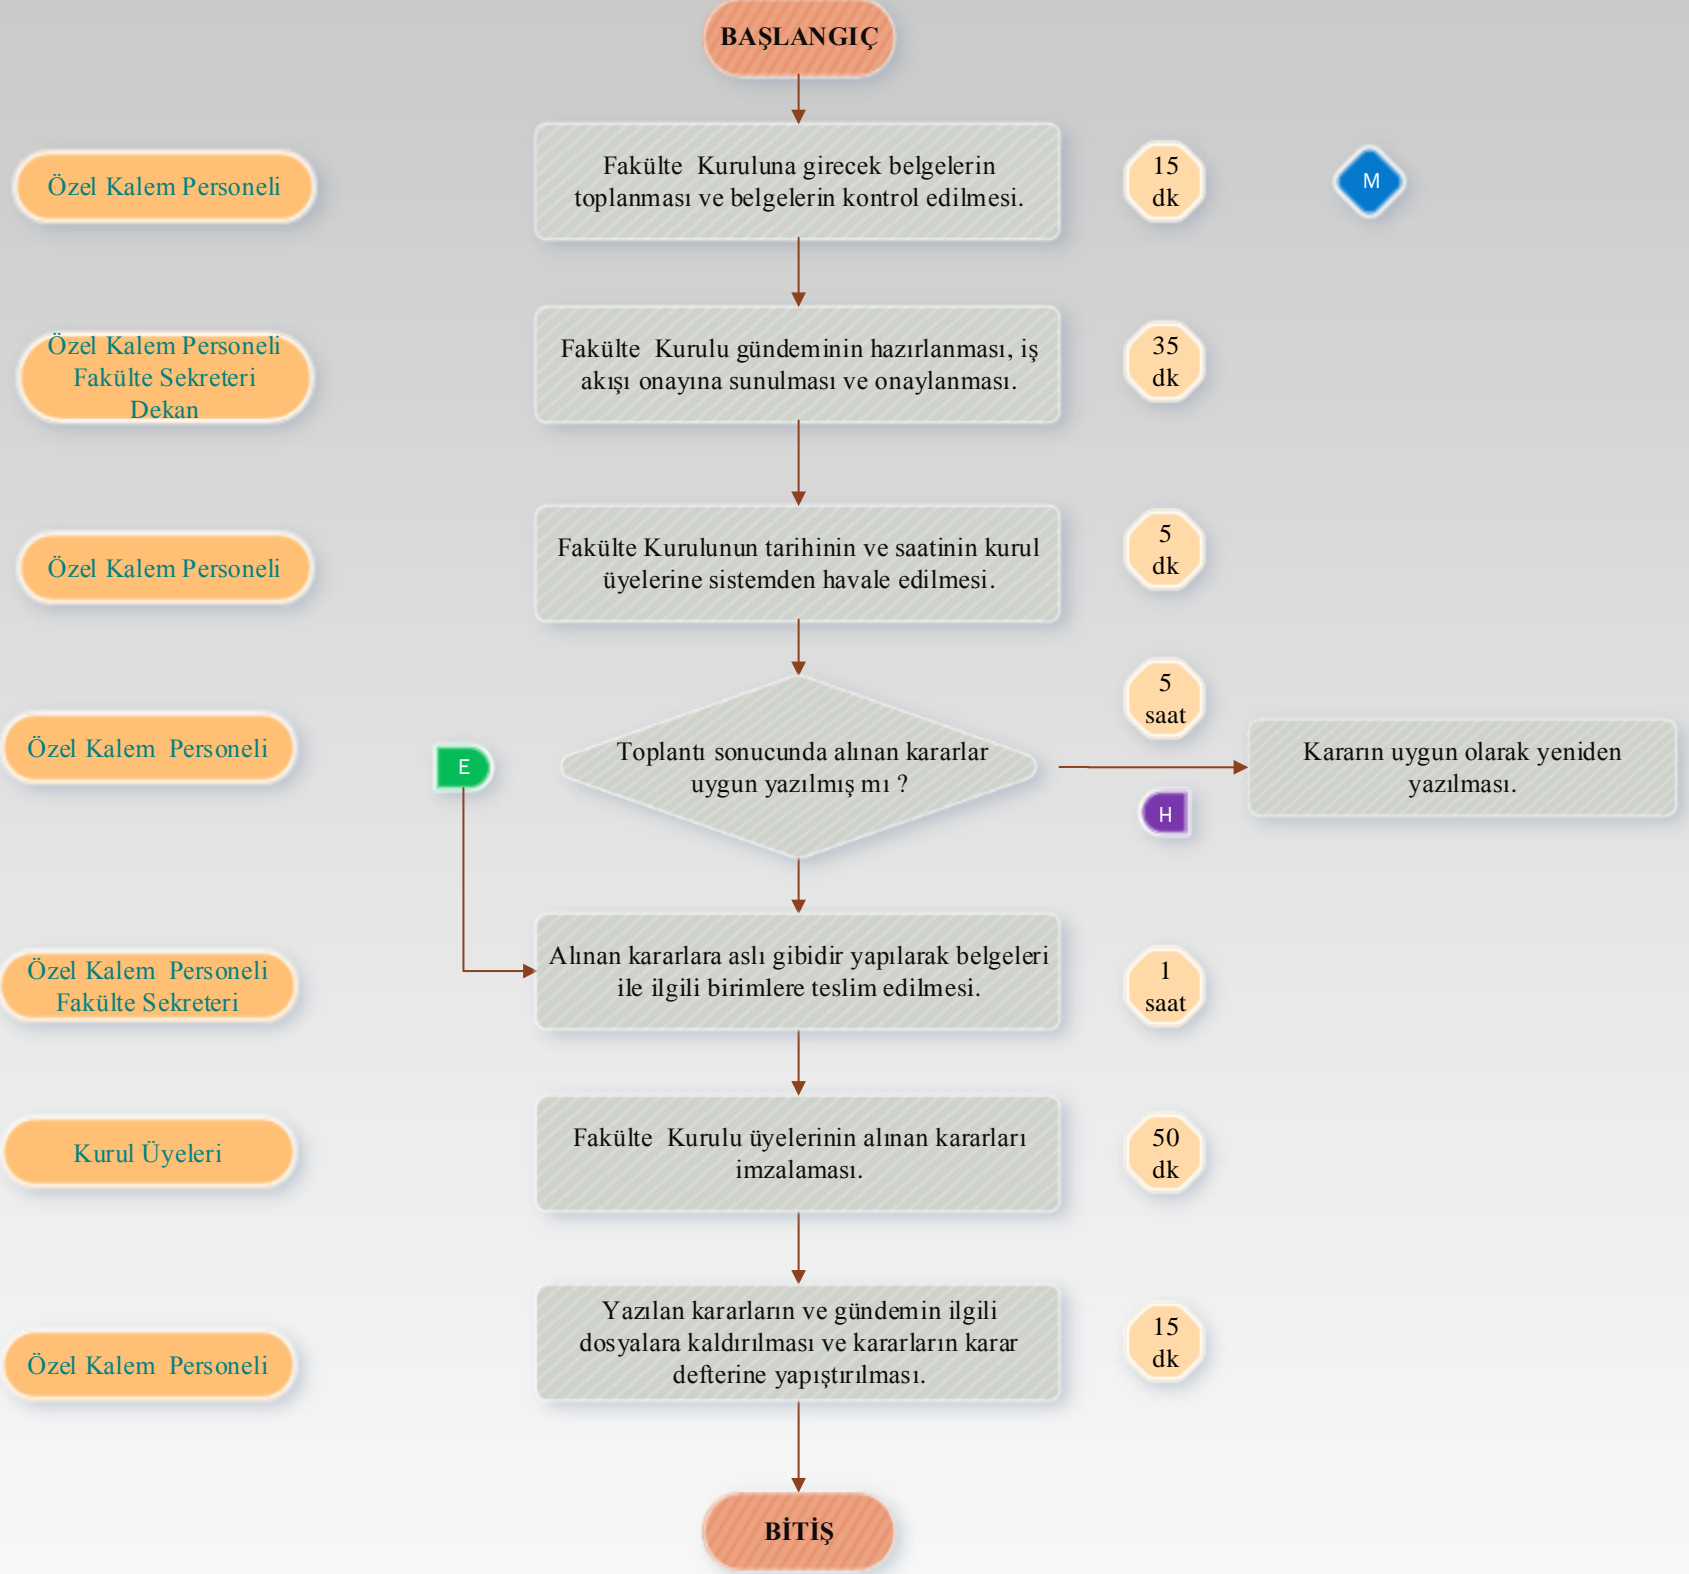 BAŞLANGIÇ
Özel Kalem Personeli
Fakülte  Kuruluna girecek belgelerin
toplanması ve belgelerin kontrol edilmesi.
15
dk
M
Özel Kalem Personeli
Fakülte Sekreteri
Dekan
Fakülte  Kurulu gündeminin hazırlanması, iş
akışı onayına sunulması ve onaylanması.
35
dk
Özel Kalem Personeli
Fakülte Kurulunun tarihinin ve saatinin kurul
üyelerine sistemden havale edilmesi.
5
dk
Özel Kalem  Personeli
E
Toplantı sonucunda alınan kararlar
uygun yazılmış mı ?
5
saat
H
Kararın uygun olarak yeniden
yazılması.
Özel Kalem  Personeli
Fakülte Sekreteri
Alınan kararlara aslı gibidir yapılarak belgeleri
ile ilgili birimlere teslim edilmesi.
1
saat
Kurul Üyeleri
Fakülte  Kurulu üyelerinin alınan kararları
imzalaması.
50
dk
Özel Kalem  Personeli
Yazılan kararların ve gündemin ilgili
dosyalara kaldırılması ve kararların karar
defterine yapıştırılması.
15
dk
BİTİŞ